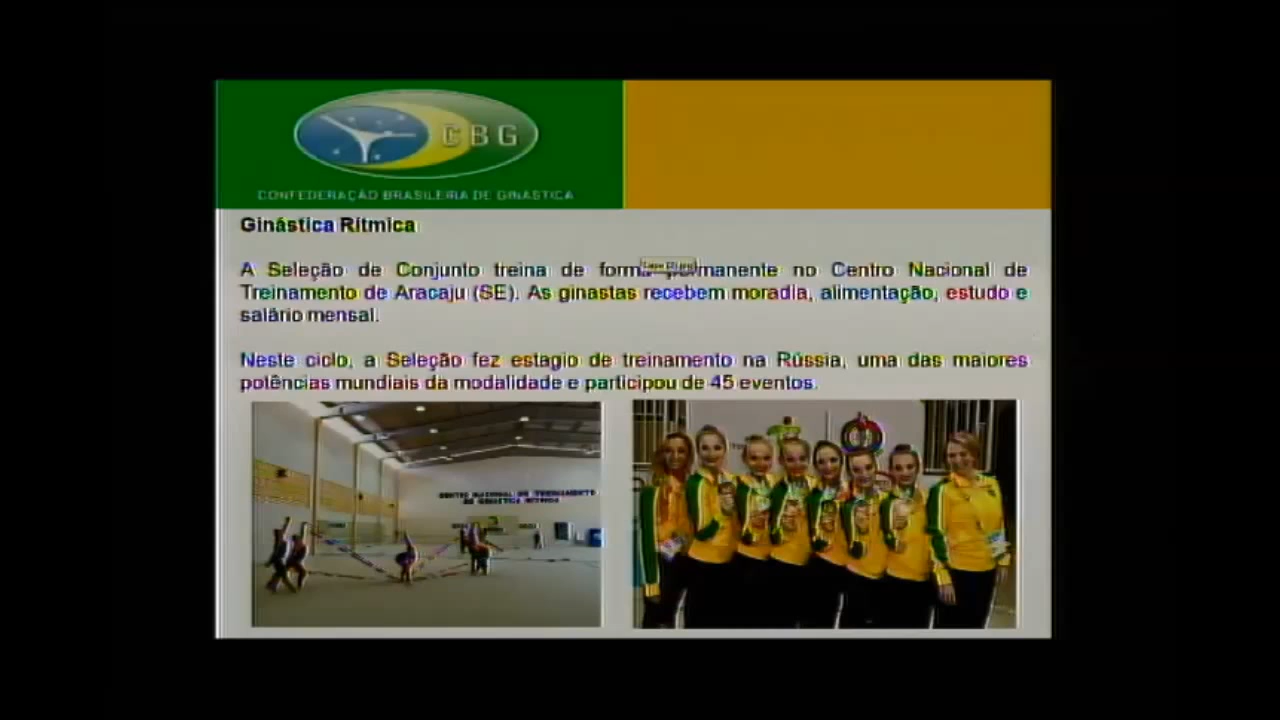 CBG
CONFEDERAÇÃO BRASILEIRA DE GINÁSTICA
Ginástica Rítmica
A Seleção de Conjunto treina de forma permanente no Centro Nacional de
Treinamento de Aracaju (SE). As ginastas recebem moradia, alimentação, estudo e
salário mensal.
Neste ciclo, a Seleção fez estagio de treinamento na Rússia, uma das maiores
potências mundiais da modalidade e participou de 45 eventos.
CENTRO NACIONAL DE TREINAMENTO
DE GINÁSTICA RÍTMICA